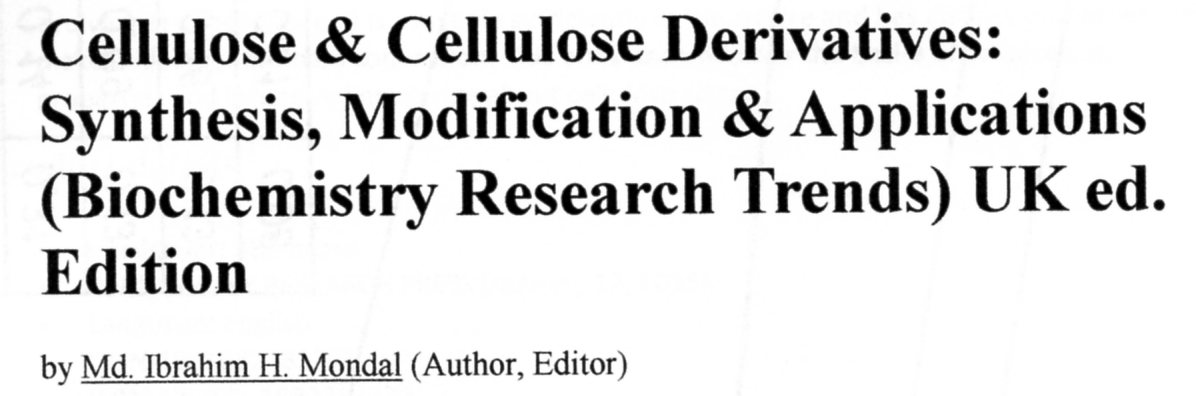 Cellulose & Cellulose Derivatives:
Synthesis, Modification & Applications
(Biochemistry Research Trends) UK ed.
Edition
by Md. Ibrahim H. Mondal (Author, Editor)